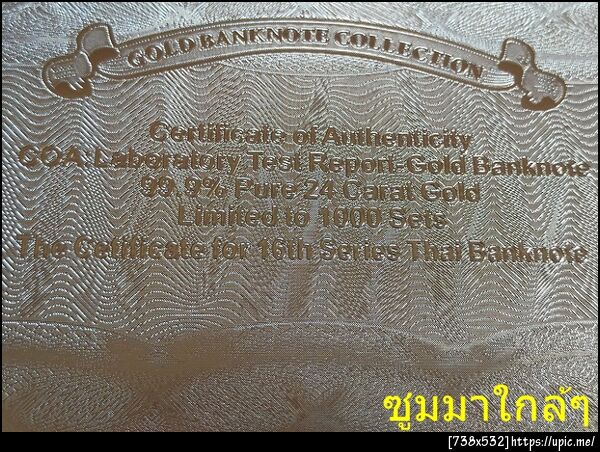 GOLD BANKNOTE COLLECTION
Certificate of Authenticity
COA: Laboratory Test Report-Gold Banknote
99.9% Pure 24 Carat Gold
Limited to 1000 Sets
The Cetificate for 16th Series Thai Banknote
ซูมมาใกล้ๆ
[738x532]https://upic.me/